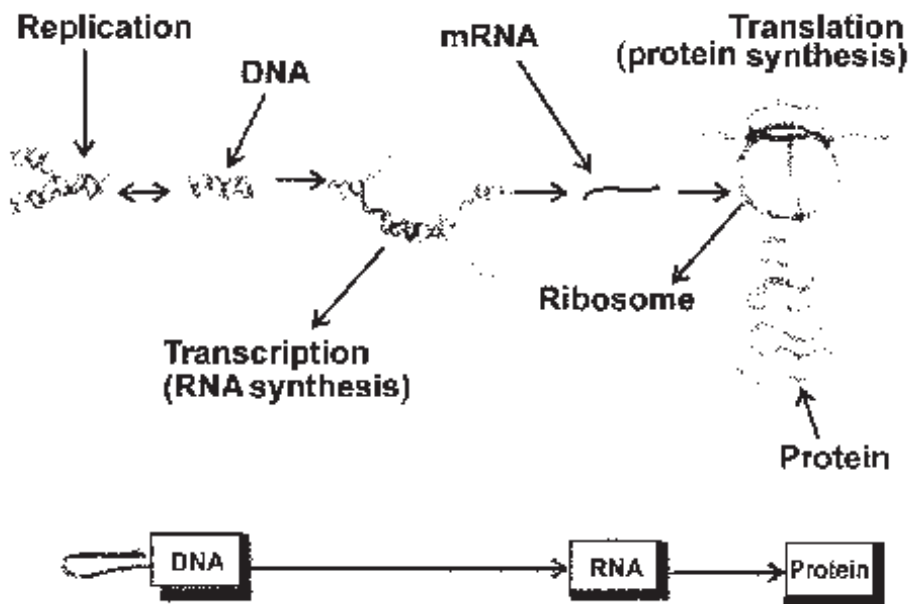 Replication
DNA
mRNA
Translation
(protein synthesis)
Ribosome
Transcription
(RNA synthesis)
Protein
DNA
RNA
Protein